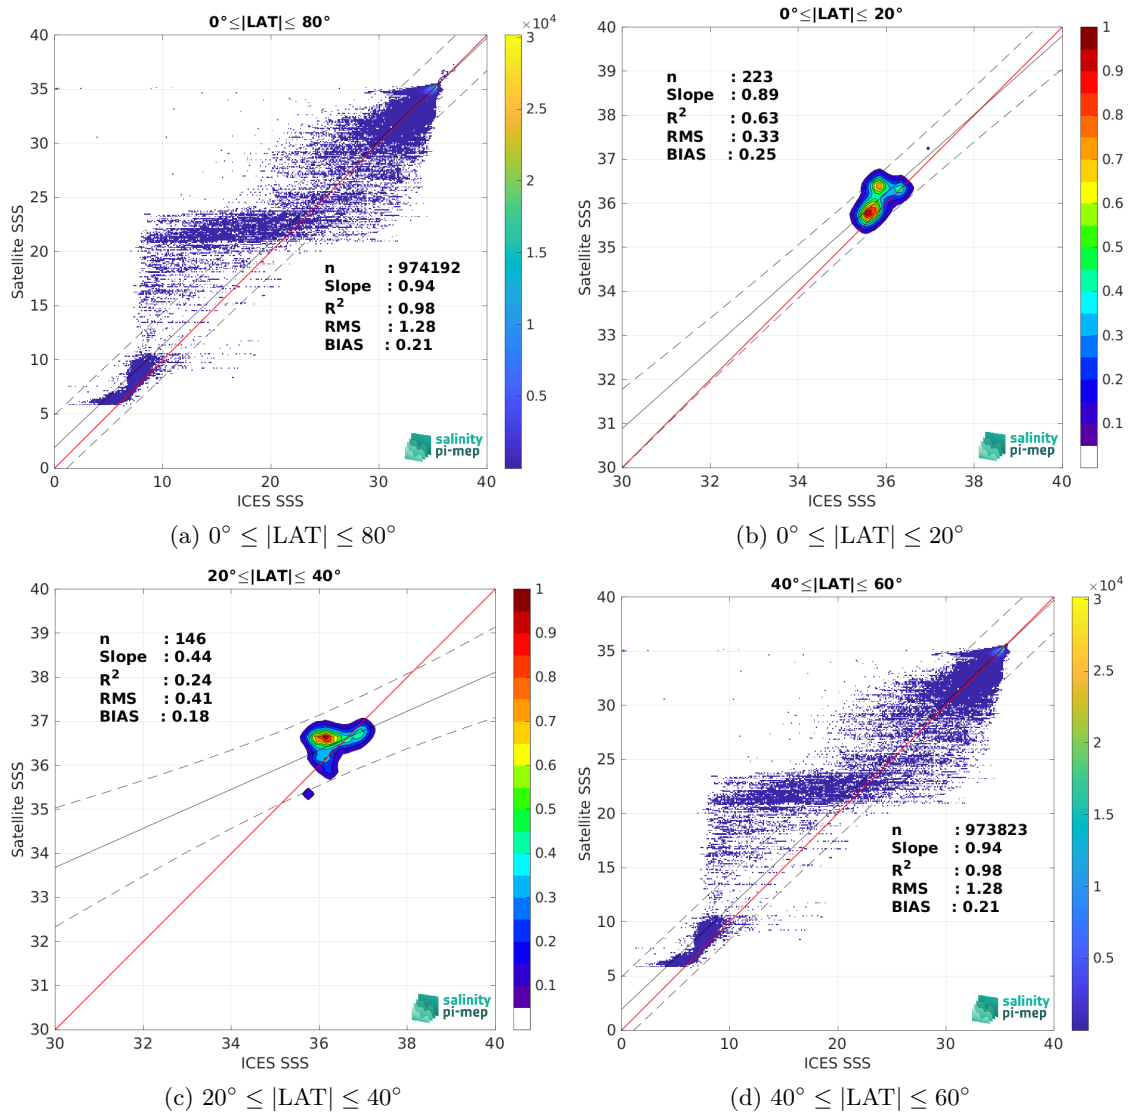 0°≤|LAT|≤ 80°
×10⁴
Satellite SSS
40
35
30
25
20
15
10
5
0
n : 974192
Slope : 0.94
R² : 0.98
RMS : 1.28
BIAS : 0.21
salinity
pi-mep
0 10 20 30 40
ICES SSS
3
2.5
2
1.5
1
0.5
(a) 0° ≤ |LAT| ≤ 80°
0°≤|LAT|≤ 20°
Satellite SSS
40
39
38
37
36
35
34
33
32
31
30
n : 223
Slope : 0.89
R² : 0.63
RMS : 0.33
BIAS : 0.25
salinity
pi-mep
30 32 34 36 38 40
ICES SSS
1
0.9
0.8
0.7
0.6
0.5
0.4
0.3
0.2
0.1
(b) 0° ≤ |LAT| ≤ 20°
20°≤|LAT|≤ 40°
Satellite SSS
40
39
38
37
36
35
34
33
32
31
30
n : 146
Slope : 0.44
R² : 0.24
RMS : 0.41
BIAS : 0.18
salinity
pi-mep
30 32 34 36 38 40
ICES SSS
1
0.9
0.8
0.7
0.6
0.5
0.4
0.3
0.2
0.1
(c) 20° ≤ |LAT| ≤ 40°
40°≤|LAT|≤ 60°
×10⁴
Satellite SSS
40
35
30
25
20
15
10
5
0
n : 973823
Slope : 0.94
R² : 0.98
RMS : 1.28
BIAS : 0.21
salinity
pi-mep
0 10 20 30 40
ICES SSS
3
2.5
2
1.5
1
0.5
(d) 40° ≤ |LAT| ≤ 60°